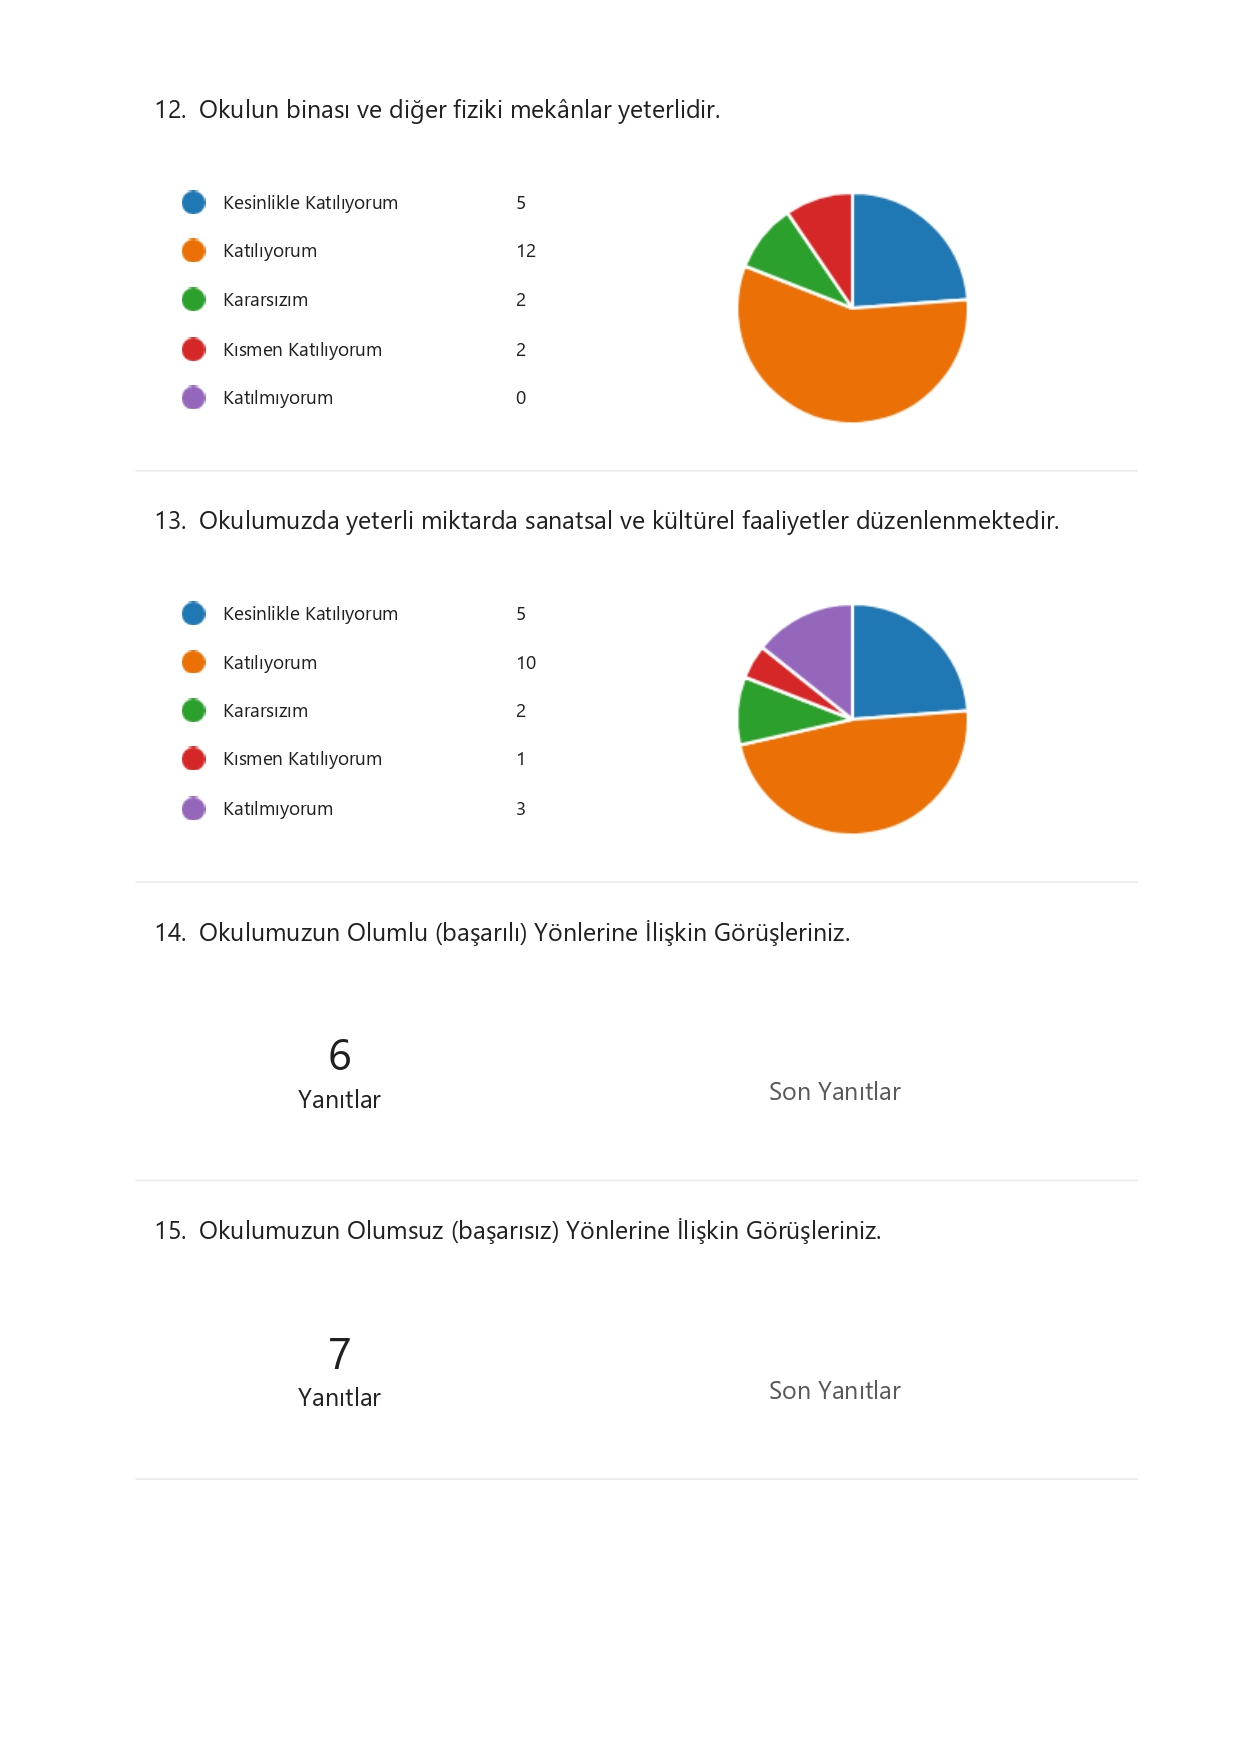 12. Okulun binası ve diğer fiziki mekânlar yeterlidir.
Kesinlikle Katılıyorum 5
Katılıyorum 12
Kararsızım 2
Kısmen Katılıyorum 2
Katılmıyorum 0
13. Okulumuzda yeterli miktarda sanatsal ve kültürel faaliyetler düzenlenmektedir.
Kesinlikle Katılıyorum 5
Katılıyorum 10
Kararsızım 2
Kısmen Katılıyorum 1
Katılmıyorum 3
14. Okulumuzun Olumlu (başarılı) Yönlerine İlişkin Görüşleriniz.
6
Yanıtlar
Son Yanıtlar
15. Okulumuzun Olumsuz (başarısız) Yönlerine İlişkin Görüşleriniz.
7
Yanıtlar
Son Yanıtlar